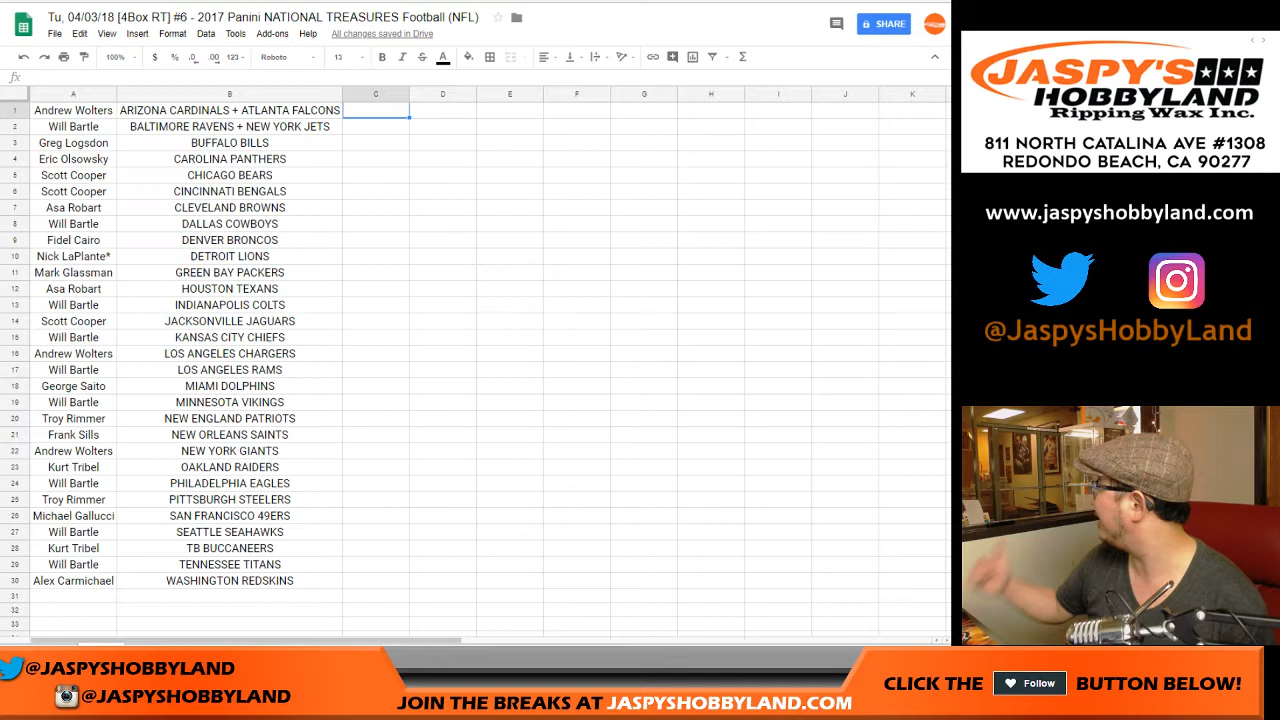 Tu, 04/03/18 [4Box RT] #6 - 2017 Panini NATIONAL TREASURES Football (NFL)
File Edit View Insert Format Data Tools Add-ons Help All changes saved in Drive
SHARE
100% $ % .0 .00 123 Roboto 13 B I S A Σ
fx
A B C D E F G H I J K
1 Andrew Wolters ARIZONA CARDINALS + ATLANTA FALCONS
2 Will Bartle BALTIMORE RAVENS + NEW YORK JETS
3 Greg Logsdon BUFFALO BILLS
4 Eric Olsowsky CAROLINA PANTHERS
5 Scott Cooper CHICAGO BEARS
6 Scott Cooper CINCINNATI BENGALS
7 Asa Robart CLEVELAND BROWNS
8 Will Bartle DALLAS COWBOYS
9 Fidel Cairo DENVER BRONCOS
10 Nick LaPlante* DETROIT LIONS
11 Mark Glassman GREEN BAY PACKERS
12 Asa Robart HOUSTON TEXANS
13 Will Bartle INDIANAPOLIS COLTS
14 Scott Cooper JACKSONVILLE JAGUARS
15 Will Bartle KANSAS CITY CHIEFS
16 Andrew Wolters LOS ANGELES CHARGERS
17 Will Bartle LOS ANGELES RAMS
18 George Saito MIAMI DOLPHINS
19 Will Bartle MINNESOTA VIKINGS
20 Troy Rimmer NEW ENGLAND PATRIOTS
21 Frank Sills NEW ORLEANS SAINTS
22 Andrew Wolters NEW YORK GIANTS
23 Kurt Tribel OAKLAND RAIDERS
24 Will Bartle PHILADELPHIA EAGLES
25 Troy Rimmer PITTSBURGH STEELERS
26 Michael Gallucci SAN FRANCISCO 49ERS
27 Will Bartle SEATTLE SEAHAWKS
28 Kurt Tribel TB BUCCANEERS
29 Will Bartle TENNESSEE TITANS
30 Alex Carmichael WASHINGTON REDSKINS
31
32
33
JASPY'S
HOBBYLAND
Ripping Wax Inc.
811 NORTH CATALINA AVE #1308
REDONDO BEACH, CA 90277
www.jaspyshobbyland.com
@JaspysHobbyLand
@JASPYSHOBBYLAND
@JASPYSHOBBYLAND
JOIN THE BREAKS AT JASPYSHOBBYLAND.COM
CLICK THE Follow BUTTON BELOW!